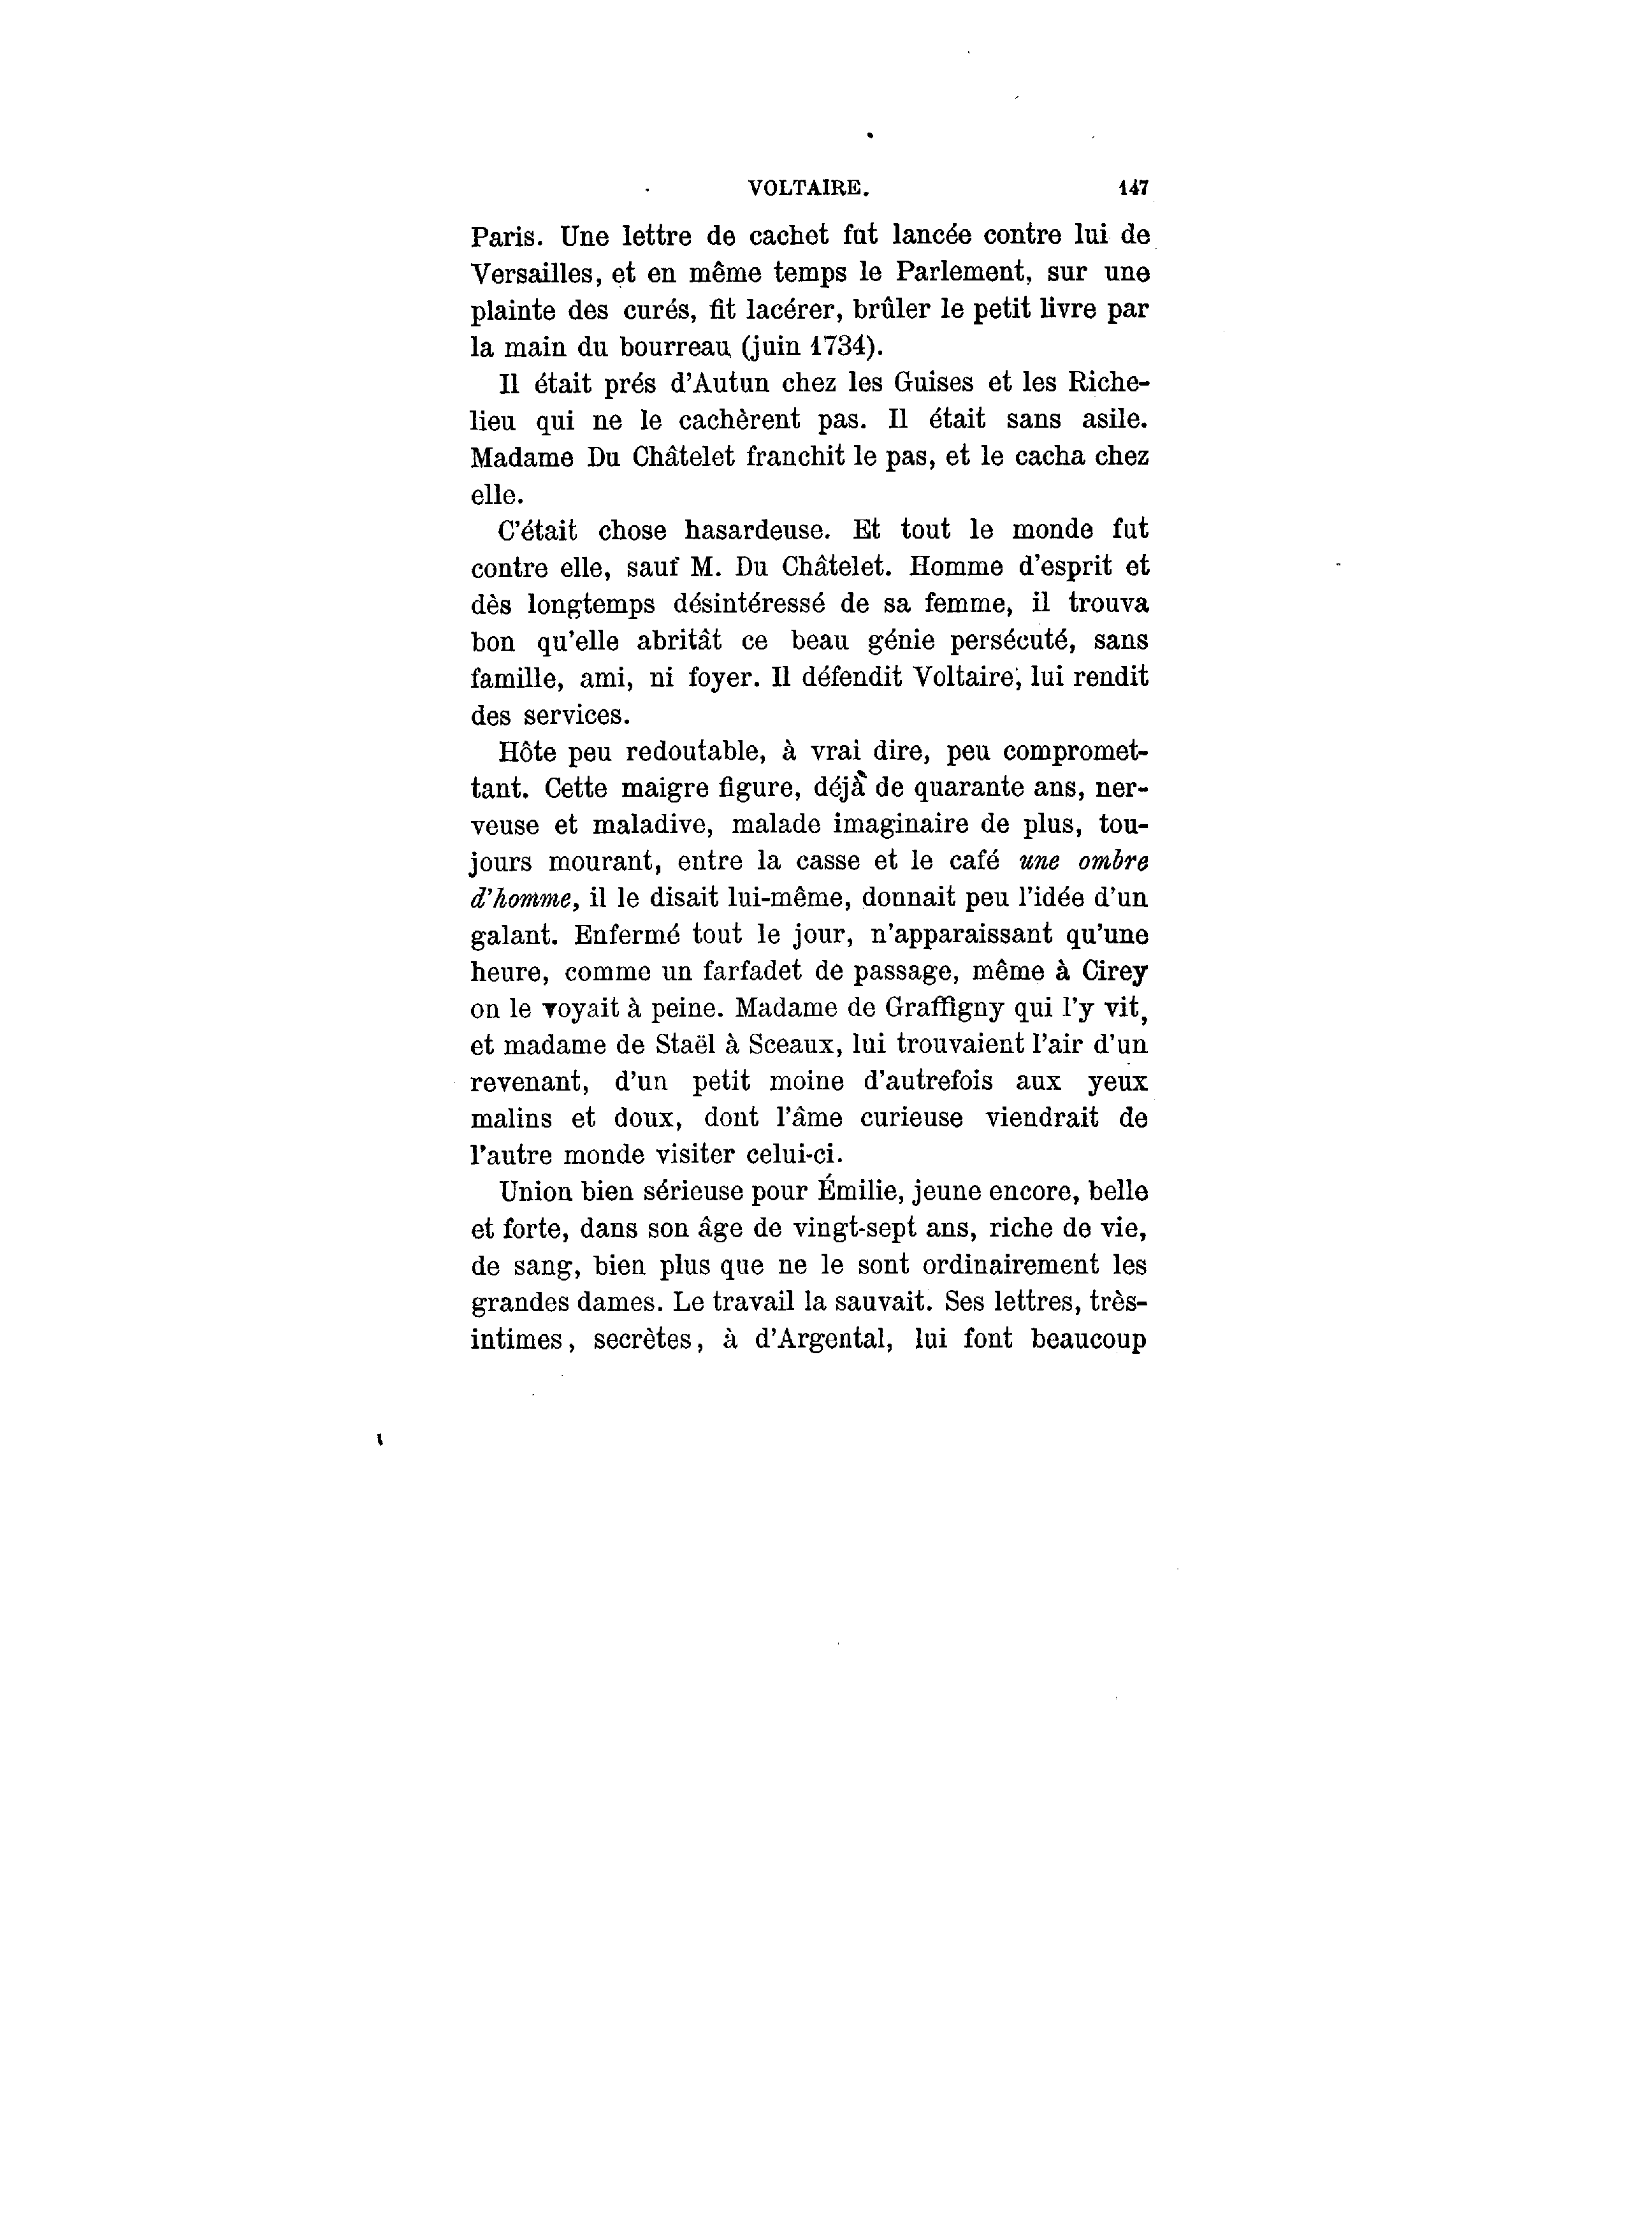 VOLTAIRE. 147
Paris. Une lettre de cachet fut lancée contre lui de
Versailles, et en même temps le Parlement, sur une
plainte des curés, fit lacérer, brûler le petit livre par
la main du bourreau (juin 1734).
Il était prés d'Autun chez les Guises et les Riche-
lieu qui ne le cachèrent pas. Il était sans asile.
Madame Du Châtelet franchit le pas, et le cacha chez
elle.
C'était chose hasardeuse. Et tout le monde fut
contre elle, sauf M. Du Châtelet. Homme d'esprit et
dès longtemps désintéressé de sa femme, il trouva
bon qu'elle abritât ce beau génie persécuté, sans
famille, ami, ni foyer. Il défendit Voltaire, lui rendit
des services.
Hôte peu redoutable, à vrai dire, peu compromet-
tant. Cette maigre figure, déjà de quarante ans, ner-
veuse et maladive, malade imaginaire de plus, tou-
jours mourant, entre la casse et le café une ombre
d'homme, il le disait lui-même, donnait peu l'idée d'un
galant. Enfermé tout le jour, n'apparaissant qu'une
heure, comme un farfadet de passage, même à Cirey
on le voyait à peine. Madame de Graffigny qui l'y vit,
et madame de Staël à Sceaux, lui trouvaient l'air d'un
revenant, d'un petit moine d'autrefois aux yeux
malins et doux, dont l'âme curieuse viendrait de
l'autre monde visiter celui-ci.
Union bien sérieuse pour Émilie, jeune encore, belle
et forte, dans son âge de vingt-sept ans, riche de vie,
de sang, bien plus que ne le sont ordinairement les
grandes dames. Le travail la sauvait. Ses lettres, très-
intimes, secrètes, à d'Argental, lui font beaucoup